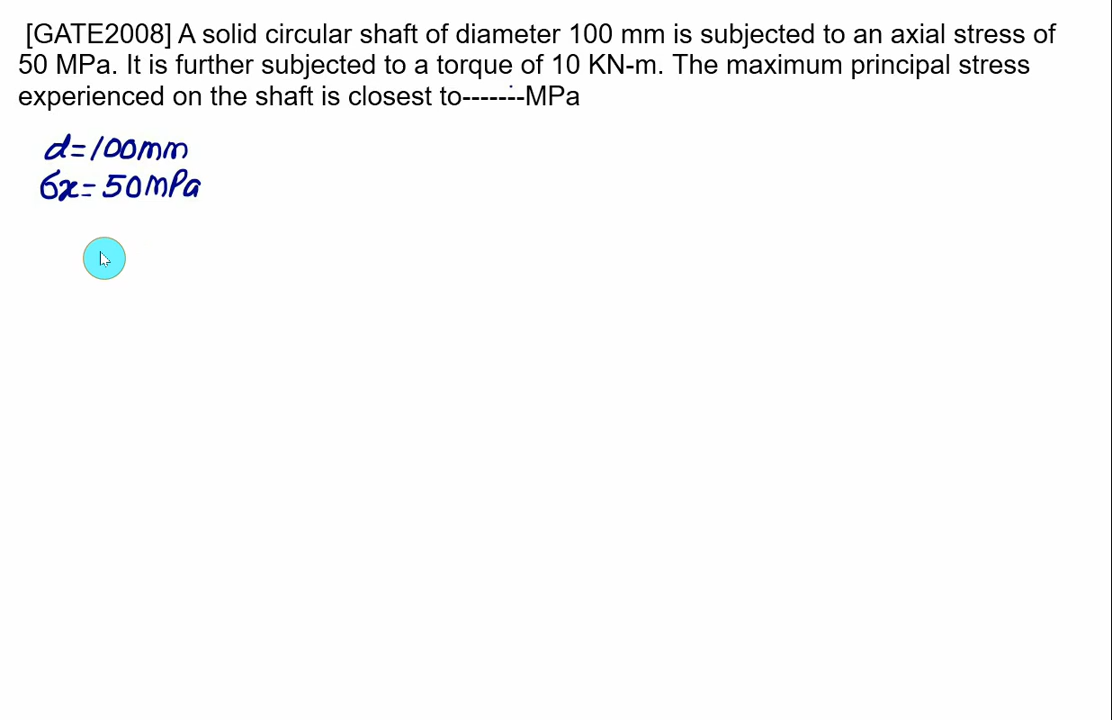 [GATE2008] A solid circular shaft of diameter 100 mm is subjected to an axial stress of
50 MPa. It is further subjected to a torque of 10 KN-m. The maximum principal stress
experienced on the shaft is closest to-------MPa
d=100mm
σx=50MPa